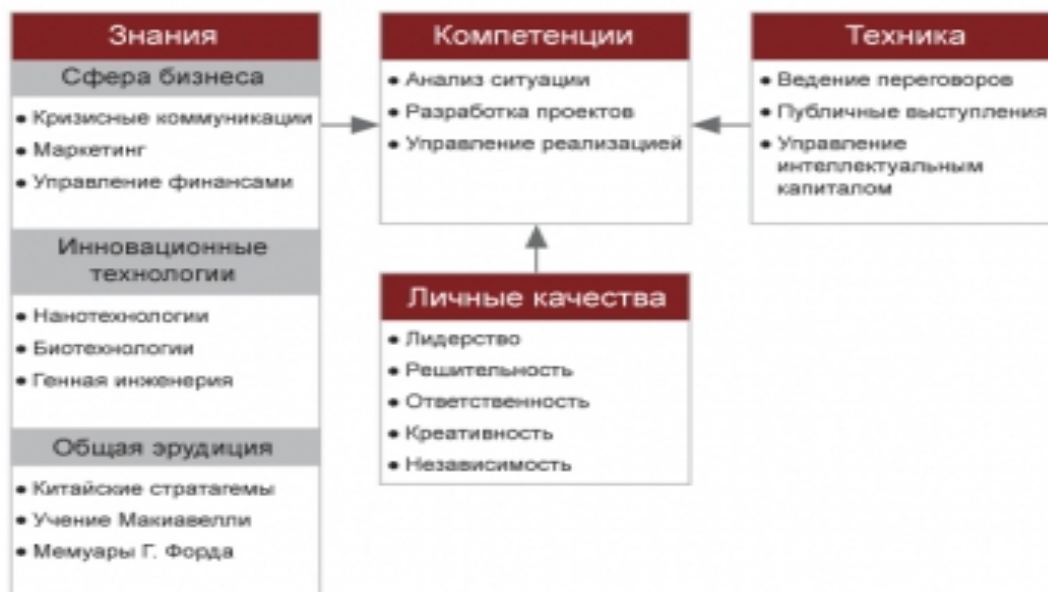 Знания
Сфера бизнеса
• Кризисные коммуникации
• Маркетинг
• Управление финансами
Инновационные
технологии
• Нанотехнологии
• Биотехнологии
• Генная инженерия
Общая эрудиция
• Китайские стратагемы
• Учение Макиавелли
• Мемуары Г. Форда
Компетенции
• Анализ ситуации
• Разработка проектов
• Управление реализацией
Личные качества
• Лидерство
• Решительность
• Ответственность
• Креативность
• Независимость
Техника
• Ведение переговоров
• Публичные выступления
• Управление
интеллектуальным
капиталом